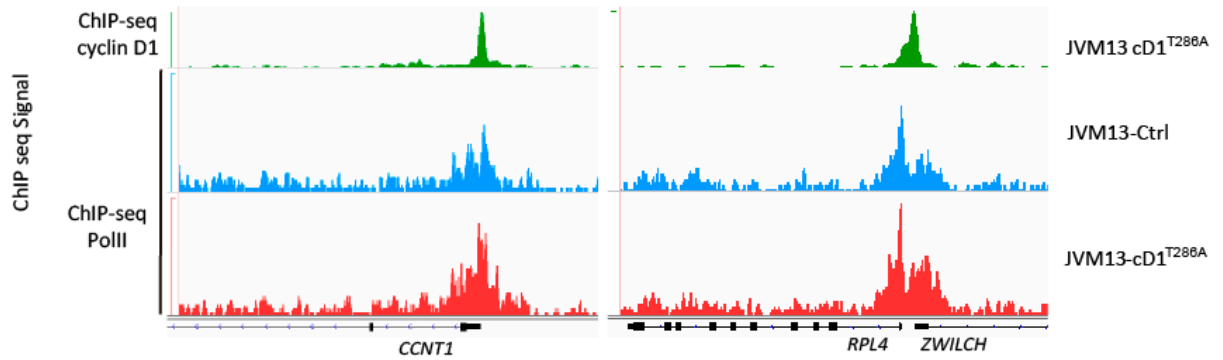 ChIP-seq
cyclin D1
JVM13 cD1T286A
ChIP seq Signal
JVM13-Ctrl
ChIP-seq
PolII
JVM13-cD1T286A
CCNT1
RPL4 ZWILCH